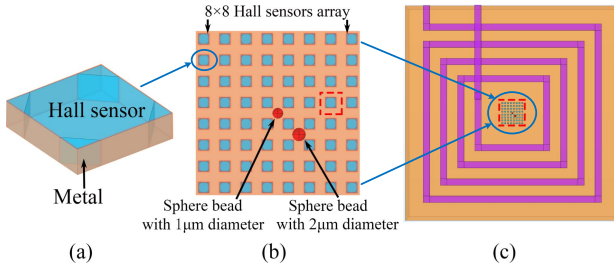 8×8 Hall sensors array
Hall sensor
Metal
Sphere bead
with 1μm diameter
Sphere bead
with 2μm diameter
(a)
(b)
(c)